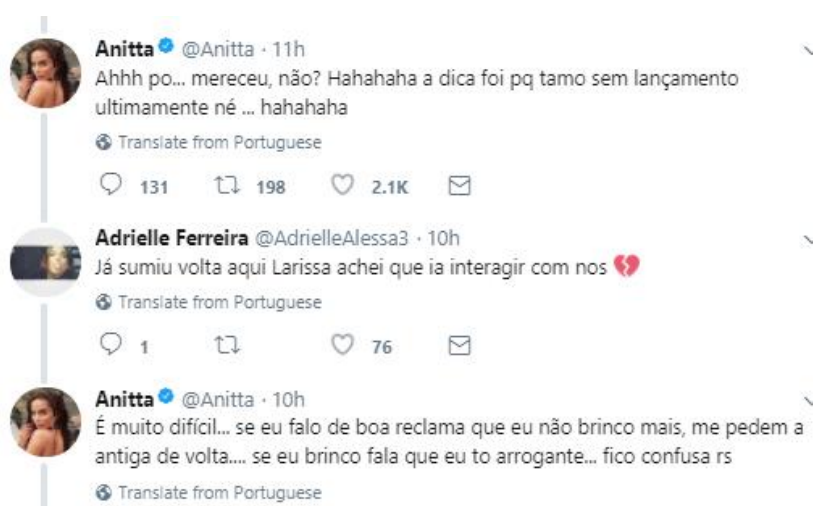 Anitta @Anitta · 11h
Ahhh po... mereceu, não? Hahahaha a dica foi pq tamo sem lançamento
ultimamente né ... hahahaha
Translate from Portuguese
131 198 2.1K
Adrielle Ferreira @AdrielleAlessa3 · 10h
Já sumiu volta aqui Larissa achei que ia interagir com nos 💔
Translate from Portuguese
1 76
Anitta @Anitta · 10h
É muito difícil... se eu falo de boa reclama que eu não brinco mais, me pedem a
antiga de volta.... se eu brinco fala que eu to arrogante... fico confusa rs
Translate from Portuguese